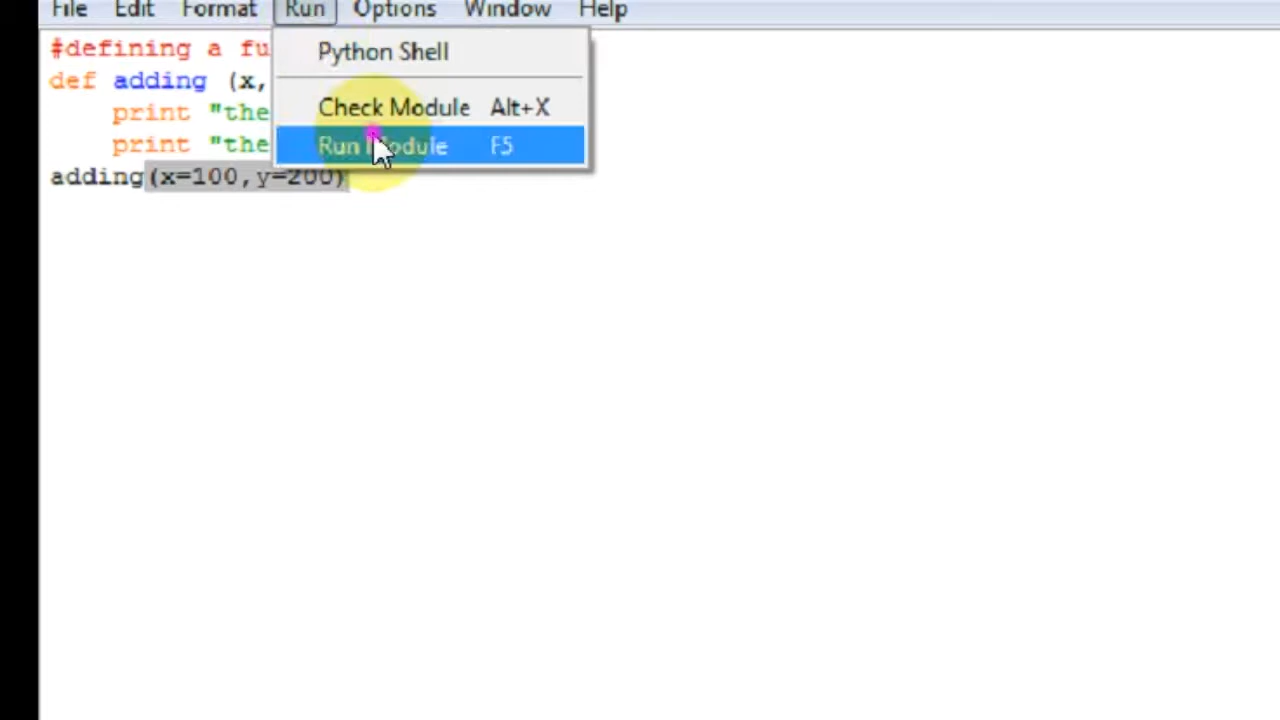 File Edit Format Run Options Window Help
#defining a fu
def adding (x,
print "the
print "the
adding(x=100,y=200)
Python Shell
Check Module Alt+X
Run Module F5